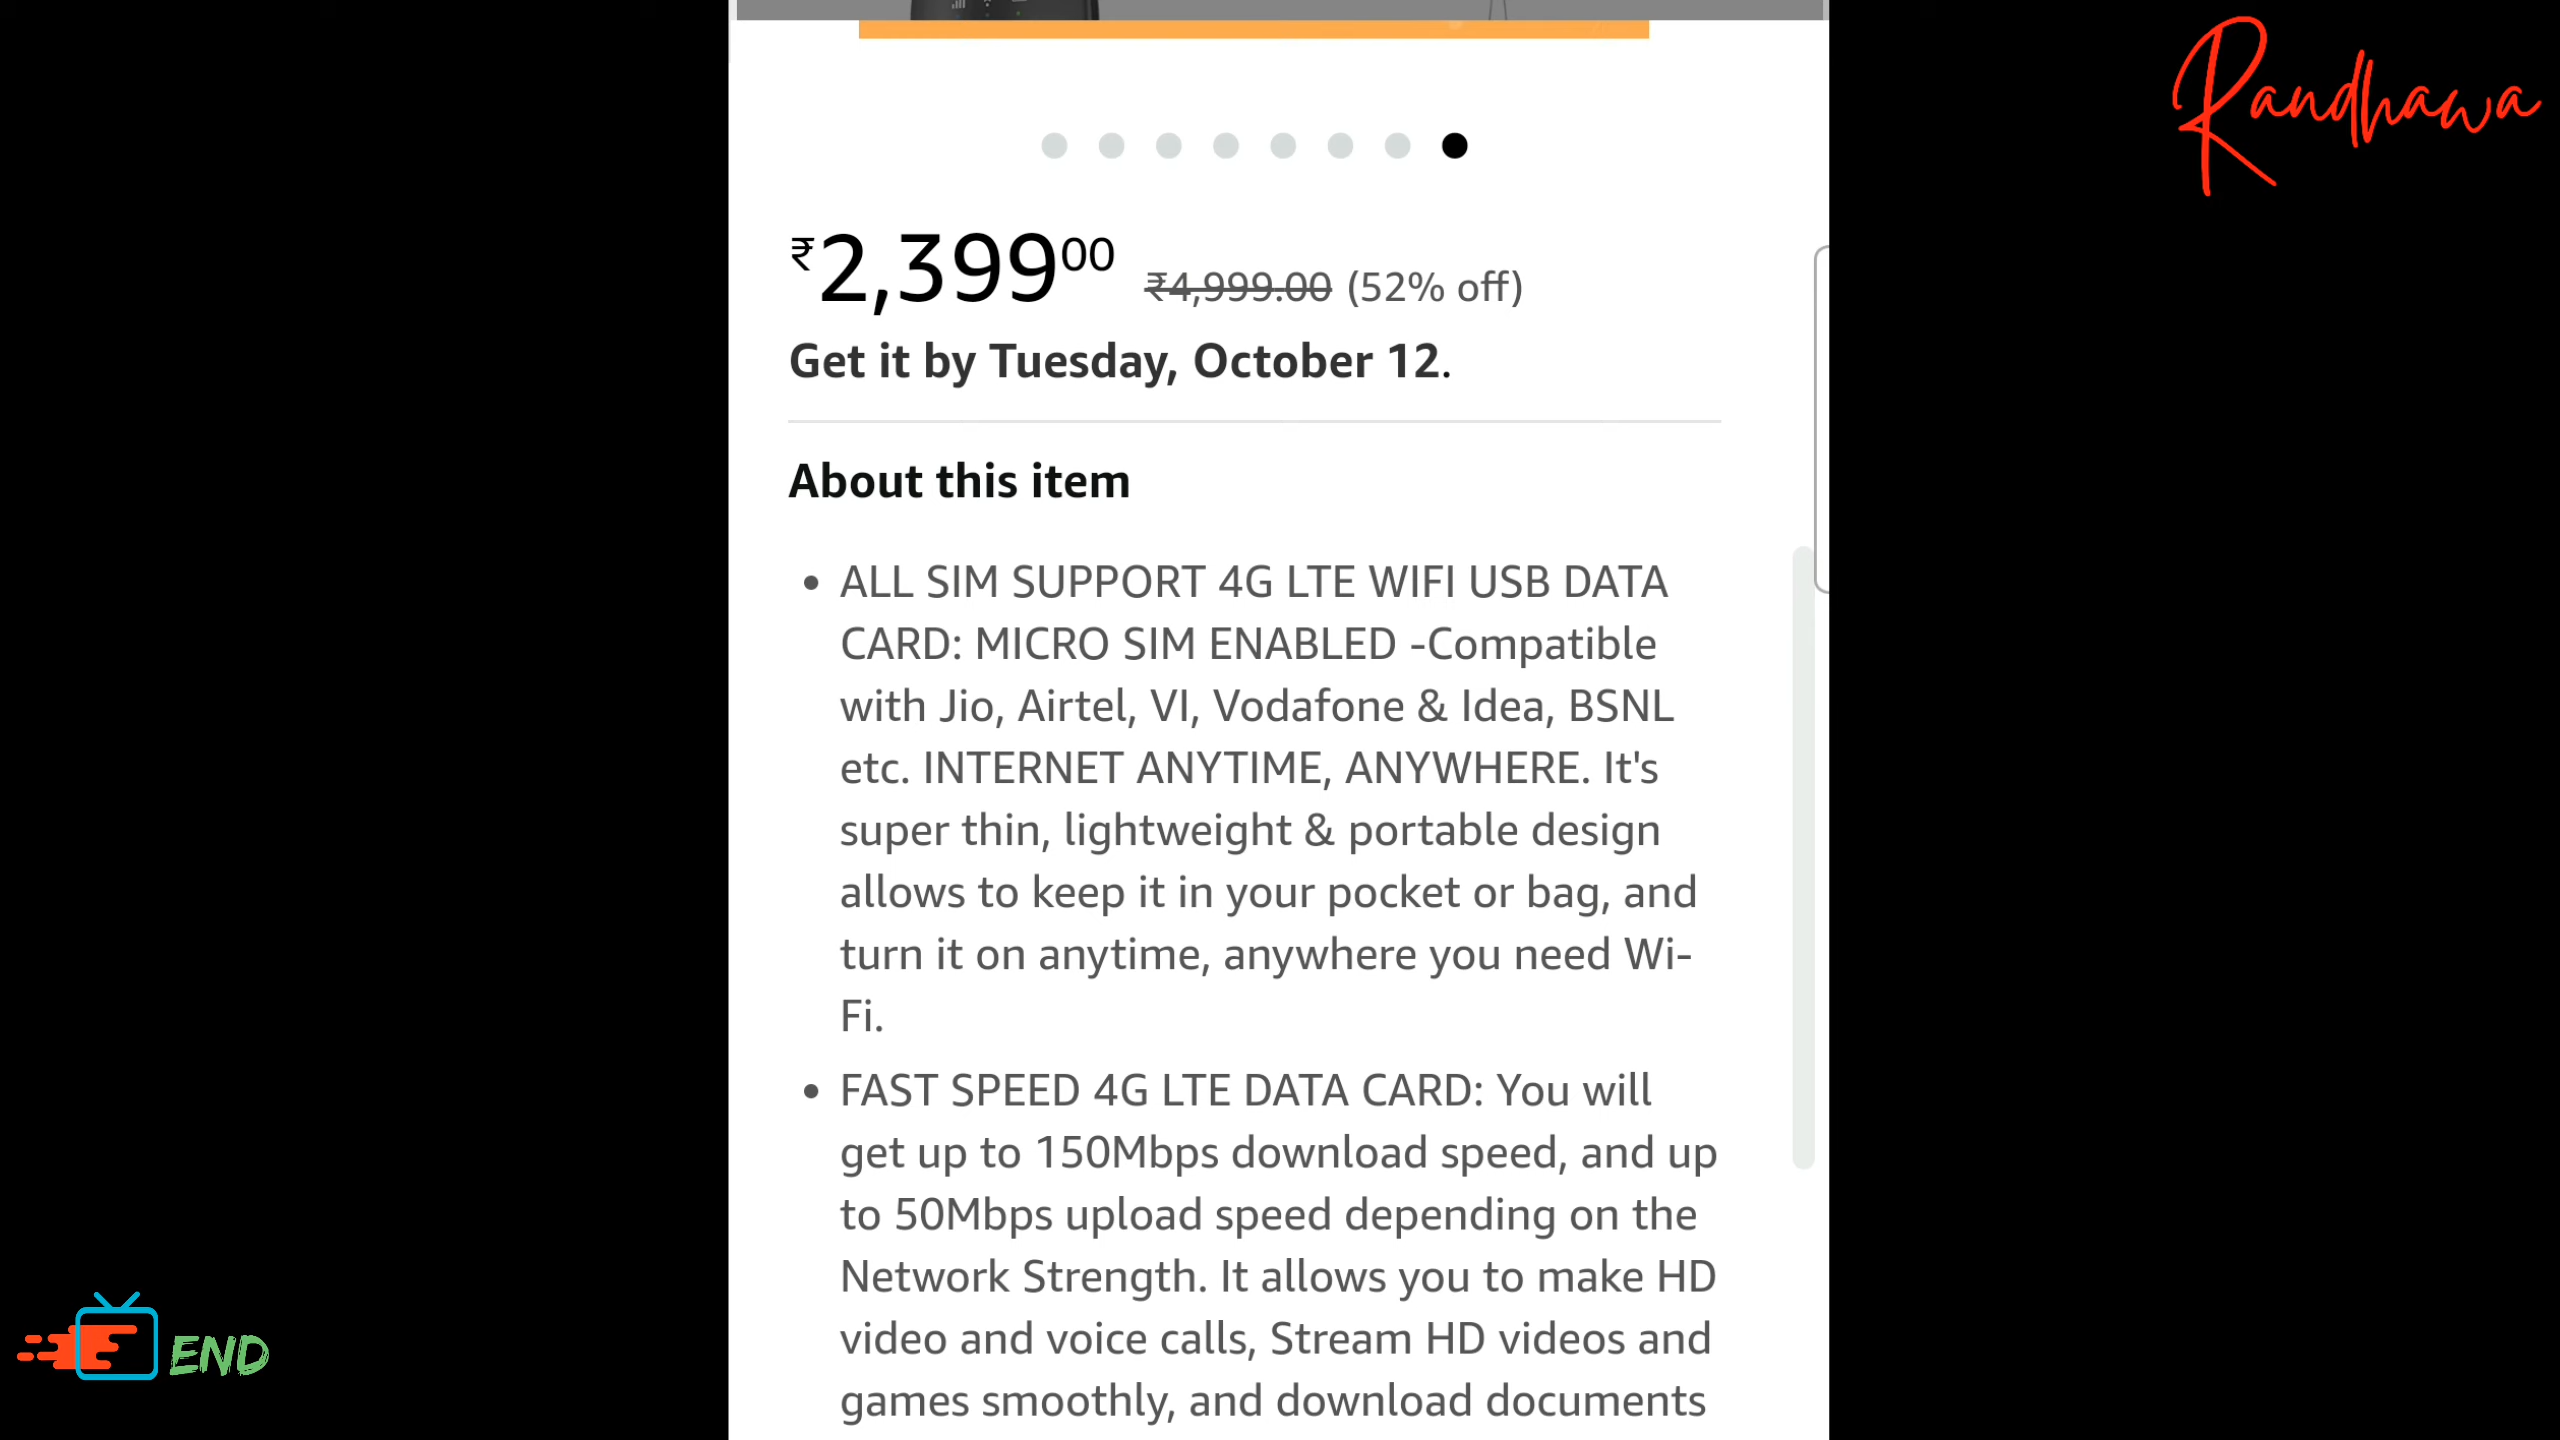 Randhawa
₹2,39900 ₹4,999.00 (52% off)
Get it by Tuesday, October 12.
About this item
• ALL SIM SUPPORT 4G LTE WIFI USB DATA
CARD: MICRO SIM ENABLED -Compatible
with Jio, Airtel, VI, Vodafone & Idea, BSNL
etc. INTERNET ANYTIME, ANYWHERE. It's
super thin, lightweight & portable design
allows to keep it in your pocket or bag, and
turn it on anytime, anywhere you need Wi-
Fi.
• FAST SPEED 4G LTE DATA CARD: You will
get up to 150Mbps download speed, and up
to 50Mbps upload speed depending on the
Network Strength. It allows you to make HD
video and voice calls, Stream HD videos and
games smoothly, and download documents
END